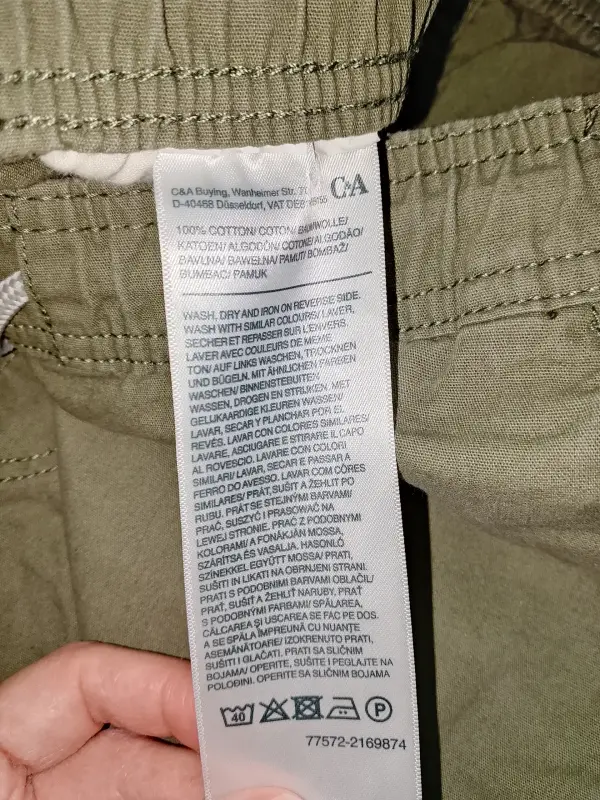 C&A Buying, Wanheimer Str. 70
D-40468 Düsseldorf, VAT
C&A
100% COTTON/ COTON/ BAUMWOLLE/
KATOEN/ ALGODÓN/ COTONE/ ALGODÃO/
BAVLNA/ BAWEŁNA/ PAMUT/ BOMBAŽ/
BUMBAC/ PAMUK
WASH, DRY AND IRON ON REVERSE SIDE.
WASH WITH SIMILAR COLOURS/ LAVER,
SECHER ET REPASSER SUR L'ENVERS.
LAVER AVEC COULEURS DE MEME
TON/ AUF LINKS WASCHEN, TROCKNEN
UND BÜGELN. MIT ÄHNLICHEN FARBEN
WASCHEN/ BINNENSTEBUITEN
WASSEN, DROGEN EN STRIJKEN. MET
GELIJKAARDIGE KLEUREN WASSEN/
LAVAR, SECAR Y PLANCHAR POR EL
REVÉS. LAVAR CON COLORES SIMILARES/
LAVARE, ASCIUGARE E STIRARE IL CAPO
AL ROVESCIO. LAVARE CON COLORI
SIMILARI/ LAVAR, SECAR E PASSAR A
FERRO DO AVESSO. LAVAR COM CÔRES
SIMILARES/ PRÁT, SUŠIT A ŽEHLIT PO
RUBU. PRÁT SE STEJNÝMI BARVAMI/
PRAĆ, SUSZYĆ I PRASOWAĆ NA
LEWEJ STRONIE. PRAĆ Z PODOBNYMI
KOLORAMI/ A FONÁKJÁN MOSSA,
SZÁRÍTSA ÉS VASALJA. HASONLÓ
SZÍNEKKEL EGYÜTT MOSSA/ PRATI,
SUŠITI IN LIKATI NA OBRNJENI STRANI.
PRATI S PODOBNIMI BARVAMI OBLAČIL/
PRAŤ, SUŠIŤ A ŽEHLIŤ NARUBY, PRAŤ
S PODOBNÝMI FARBAMI/ SPĂLAREA,
CĂLCAREA ŞI USCAREA SE FAC PE DOS.
A SE SPĂLA ÎMPREUNĂ CU NUANŢE
ASEMĂNĂTOARE/ IZOKRENUTO PRATI,
SUŠITI I GLAČATI. PRATI SA SLIČNIM
BOJAMA/ OPERITE, SUŠITE I PEGLAJTE NA
POLOĐINI. OPERITE SA SLIČNIM BOJAMA
40 P
77572-2169874